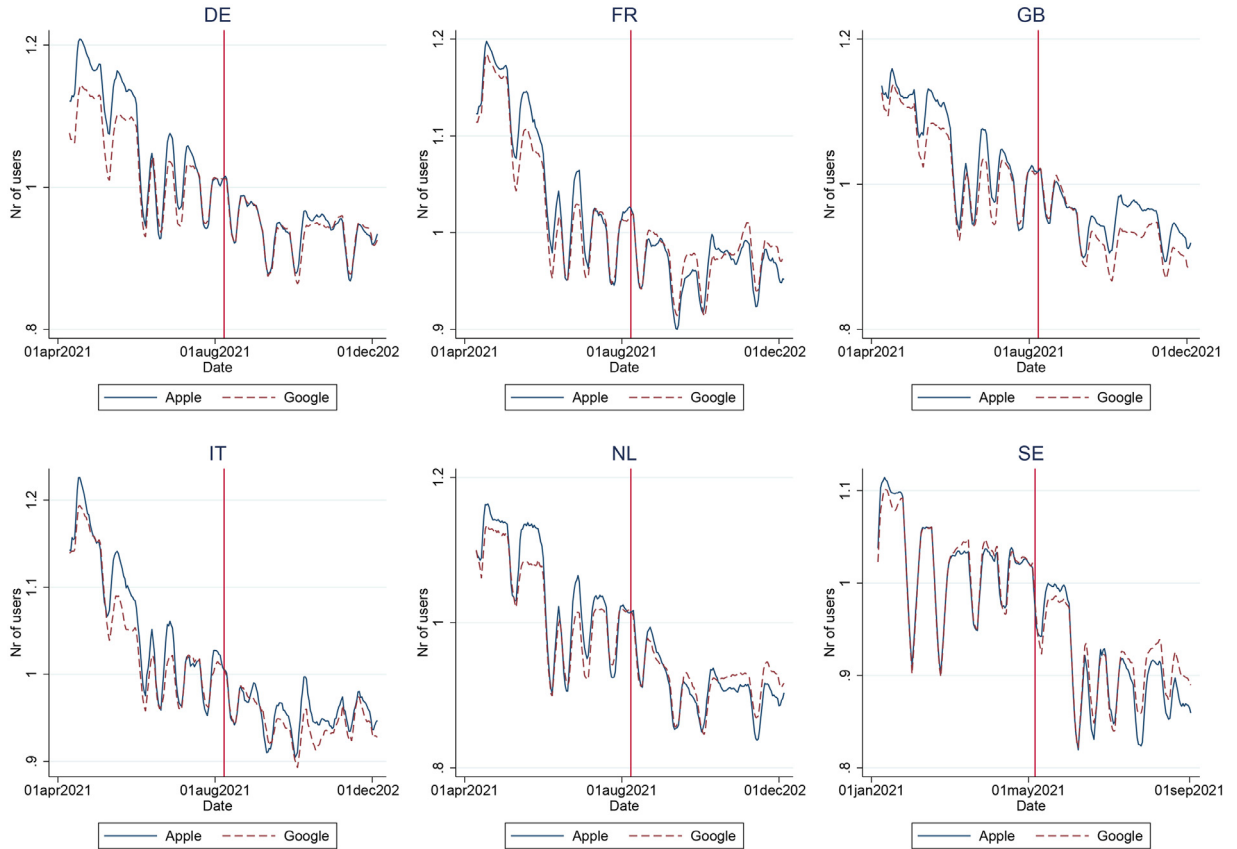 DE
1.2
1
.8
Nr of users
01apr2021
01aug2021
01dec202
Date
Apple
Google
FR
1.2
1.1
1
.9
Nr of users
01apr2021
01aug2021
01dec202
Date
Apple
Google
GB
1.2
1
.8
Nr of users
01apr2021
01aug2021
01dec2021
Date
Apple
Google
IT
1.2
1.1
1
.9
Nr of users
01apr2021
01aug2021
01dec202
Date
Apple
Google
NL
1.2
1
.8
Nr of users
01apr2021
01aug2021
01dec202
Date
Apple
Google
SE
1.1
1
.9
.8
Nr of users
01jan2021
01may2021
01sep2021
Date
Apple
Google